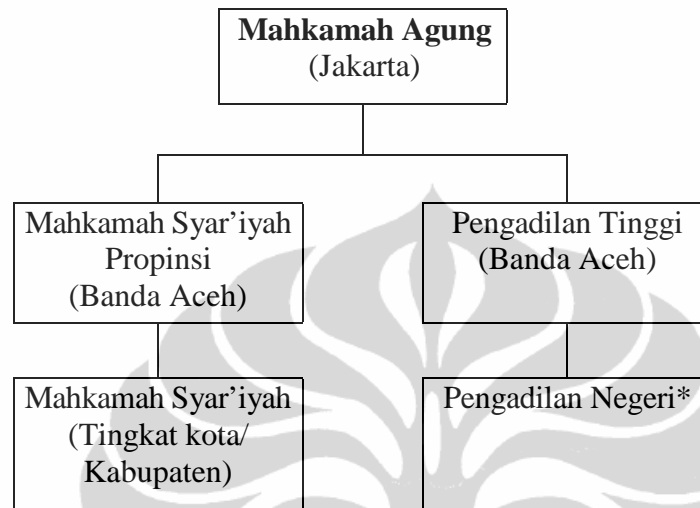 Mahkamah Agung
(Jakarta)
Mahkamah Syar’iyah
Propinsi
(Banda Aceh)
Pengadilan Tinggi
(Banda Aceh)
Mahkamah Syar’iyah
(Tingkat kota/
Kabupaten)
Pengadilan Negeri*